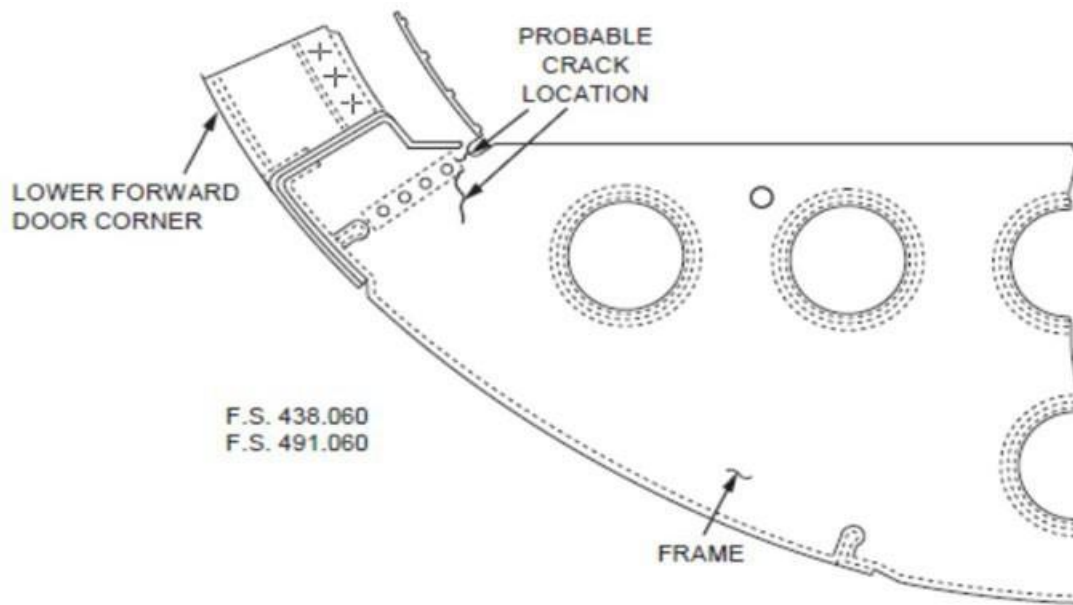 PROBABLE
CRACK
LOCATION
LOWER FORWARD
DOOR CORNER
F.S. 438.060
F.S. 491.060
FRAME